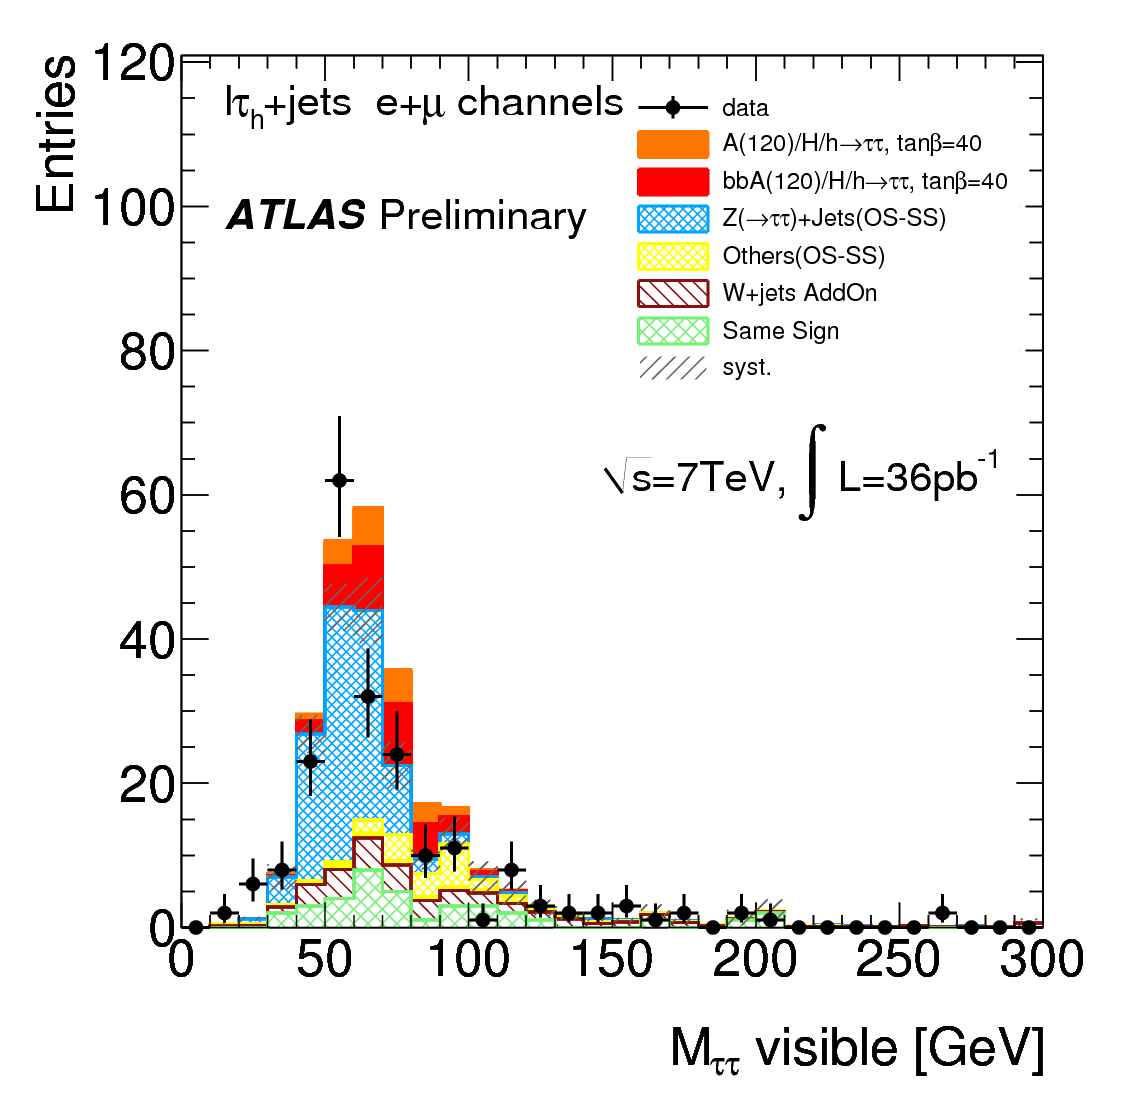 Entries
120
100
80
60
40
20
0
lτh+jets e+μ channels
ATLAS Preliminary
data
A(120)/H/h→ττ, tanβ=40
bbA(120)/H/h→ττ, tanβ=40
Z(→ττ)+Jets(OS-SS)
Others(OS-SS)
W+jets AddOn
Same Sign
syst.
√s=7TeV, ∫ L=36pb-1
0 50 100 150 200 250 300
Mττ visible [GeV]